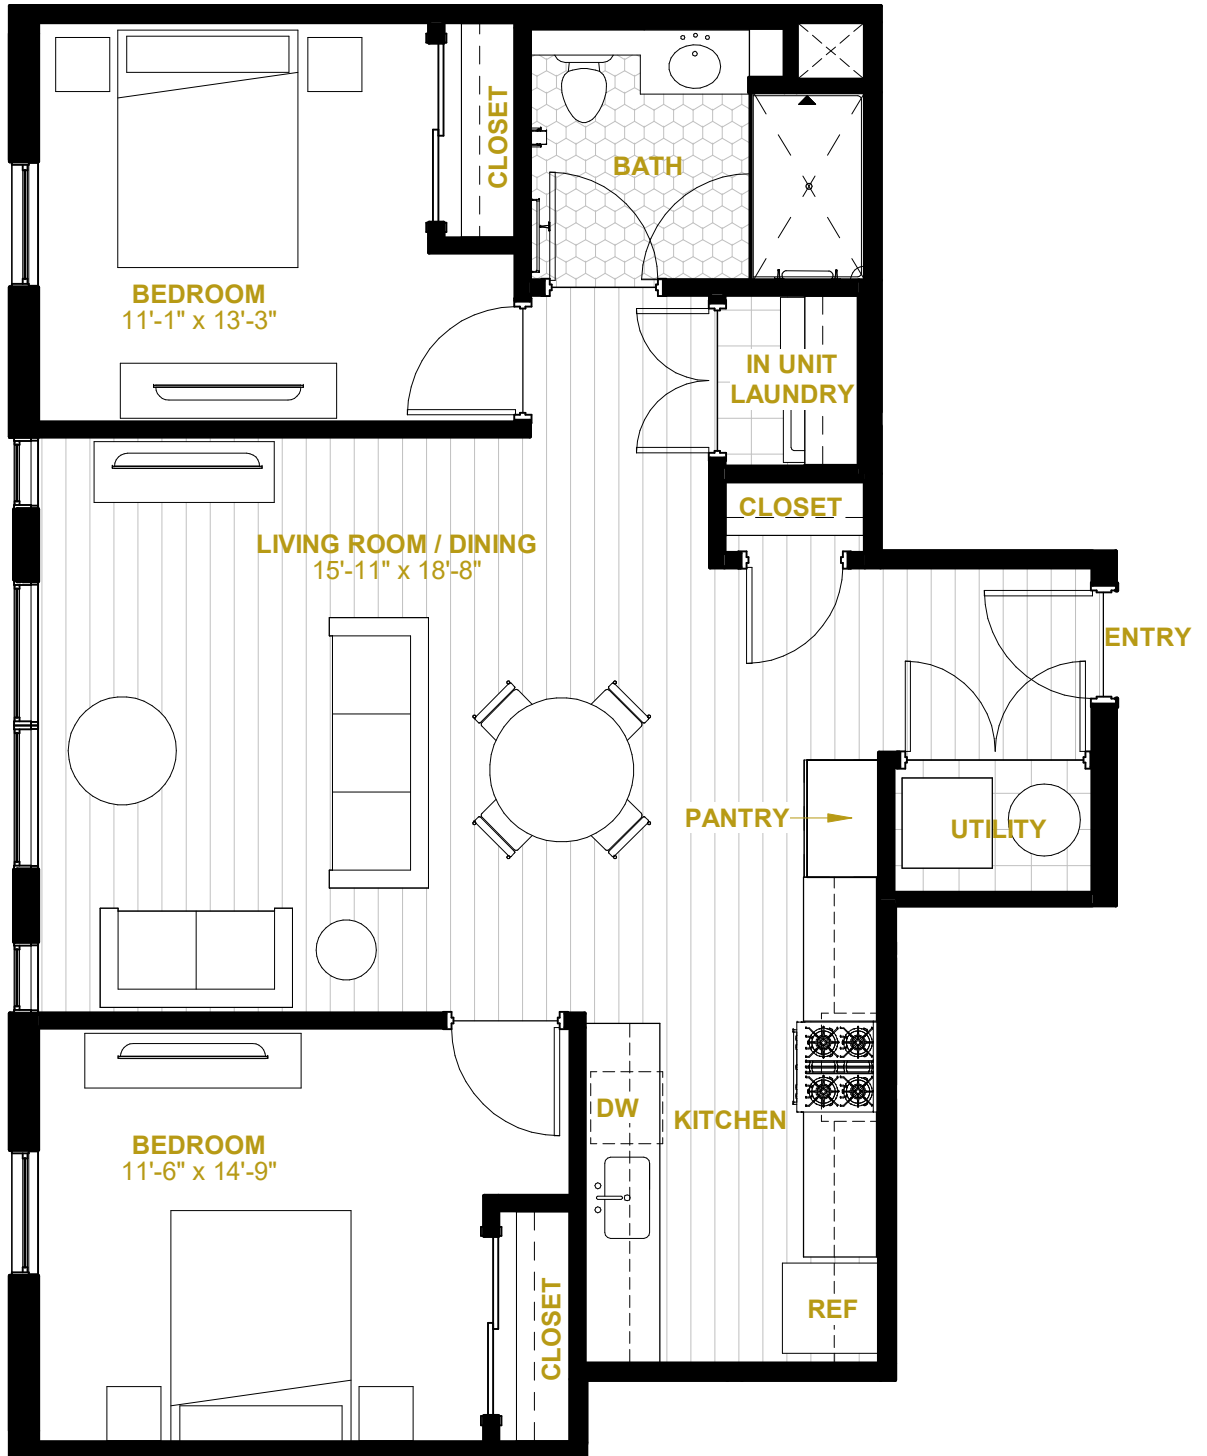 CLOSET
BATH
BEDROOM
11'-1" x 13'-3"
IN UNIT
LAUNDRY
CLOSET
LIVING ROOM / DINING
15'-11" x 18'-8"
ENTRY
PANTRY
UTILITY
DW
KITCHEN
BEDROOM
11'-6" x 14'-9"
CLOSET
REF